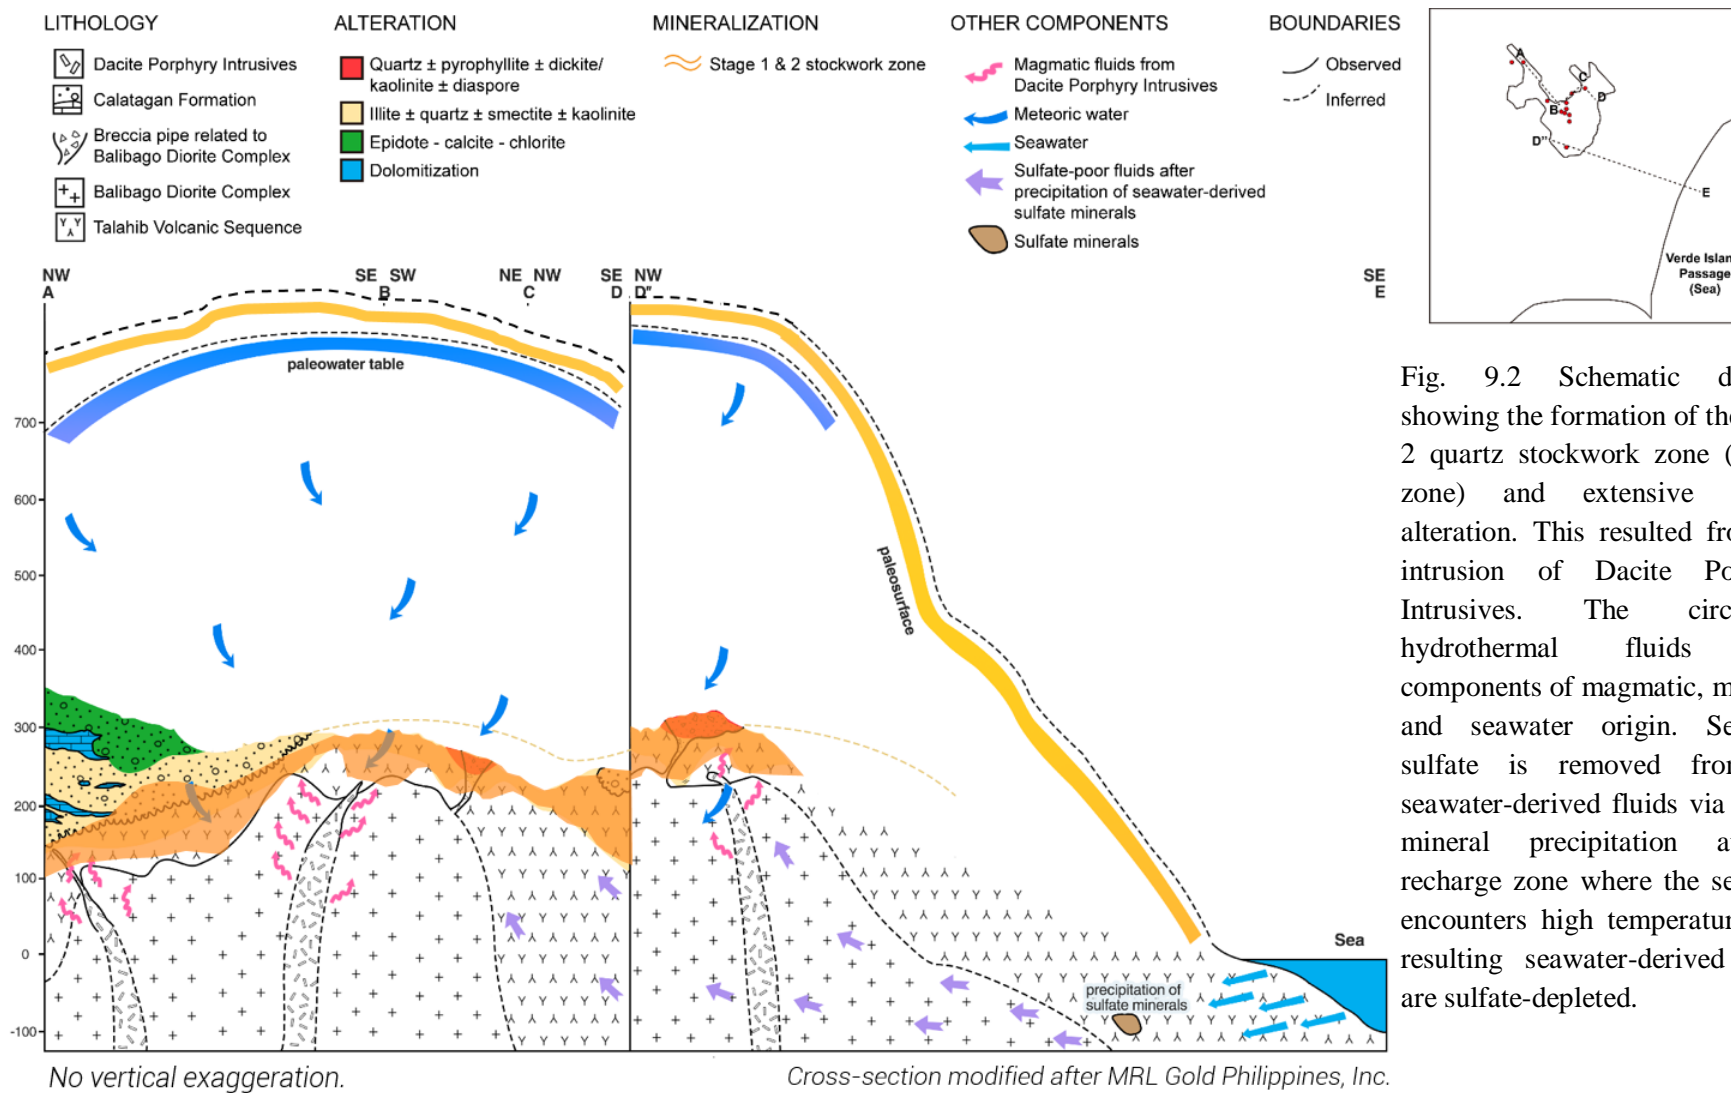 LITHOLOGY
Dacite Porphyry Intrusives
Calatagan Formation
Breccia pipe related to
Balibago Diorite Complex
Balibago Diorite Complex
Talahib Volcanic Sequence
ALTERATION
Quartz ± pyrophyllite ± dickite/
kaolinite ± diaspore
Illite ± quartz ± smectite ± kaolinite
Epidote - calcite - chlorite
Dolomitization
MINERALIZATION
Stage 1 & 2 stockwork zone
OTHER COMPONENTS
Magmatic fluids from
Dacite Porphyry Intrusives
Meteoric water
Seawater
Sulfate-poor fluids after
precipitation of seawater-derived
sulfate minerals
Sulfate minerals
BOUNDARIES
Observed
Inferred
A
C
B
D
D"
E
Verde Islan
Passage
(Sea)
NW
A
SE SW
B
NE NW
C
SE
D
NW
D"
SE
E
paleowater table
paleosurface
700
600
500
400
300
200
100
0
-100
Sea
precipitation of
sulfate minerals
No vertical exaggeration.
Cross-section modified after MRL Gold Philippines, Inc.
Fig. 9.2 Schematic d
showing the formation of the
2 quartz stockwork zone (
zone) and extensive
alteration. This resulted fro
intrusion of Dacite Po
Intrusives. The circ
hydrothermal fluids
components of magmatic, m
and seawater origin. Se
sulfate is removed fro
seawater-derived fluids via
mineral precipitation a
recharge zone where the se
encounters high temperatur
resulting seawater-derived
are sulfate-depleted.